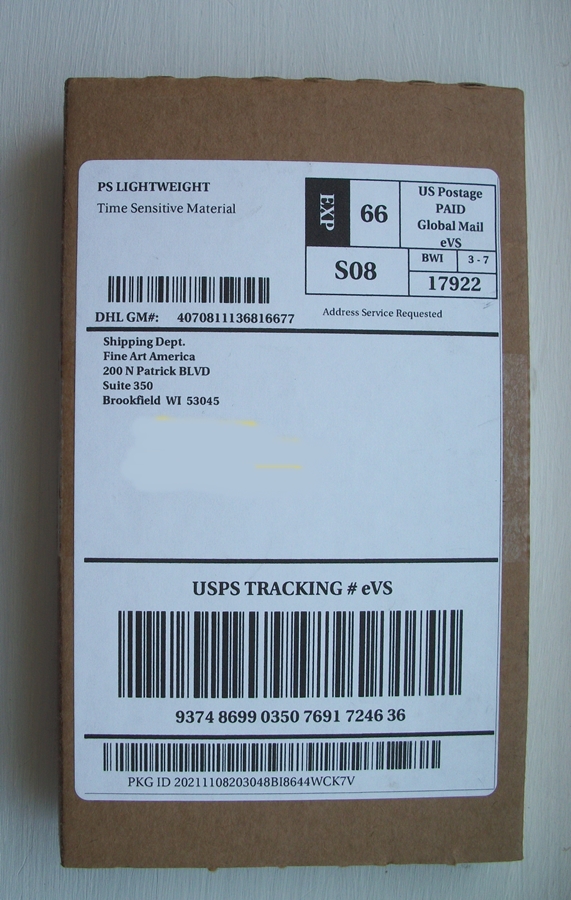 PS LIGHTWEIGHT
Time Sensitive Material
EXP
66
US Postage
PAID
Global Mail
eVS
S08
BWI
3 - 7
17922
DHL GM#: 4070811136816677
Address Service Requested
Shipping Dept.
Fine Art America
200 N Patrick BLVD
Suite 350
Brookfield WI 53045
USPS TRACKING # eVS
9374 8699 0350 7691 7246 36
PKG ID 20211108203048BI8644WCK7V